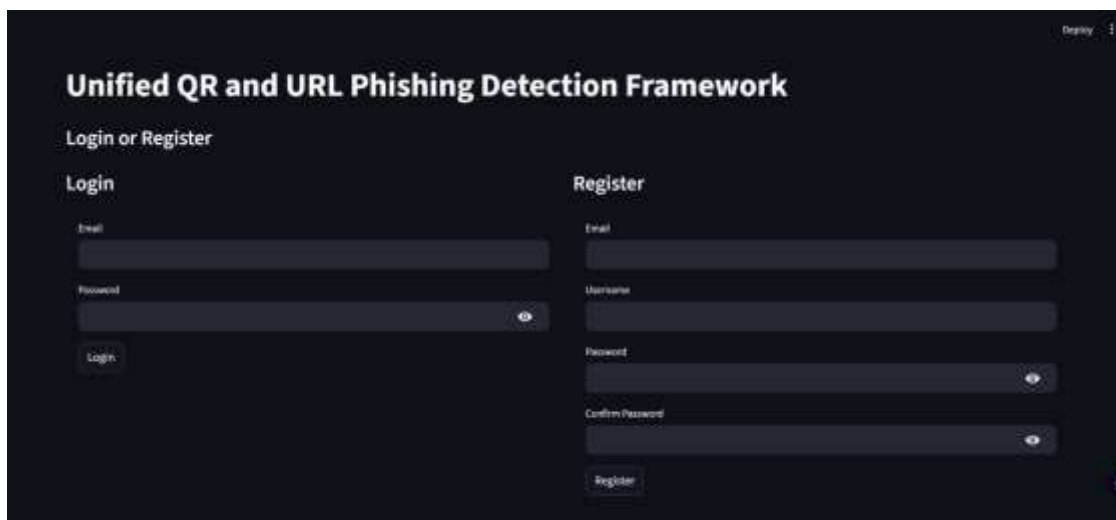 Deploy
Unified QR and URL Phishing Detection Framework
Login or Register
Login
Email
Password
Login
Register
Email
Username
Password
Confirm Password
Register